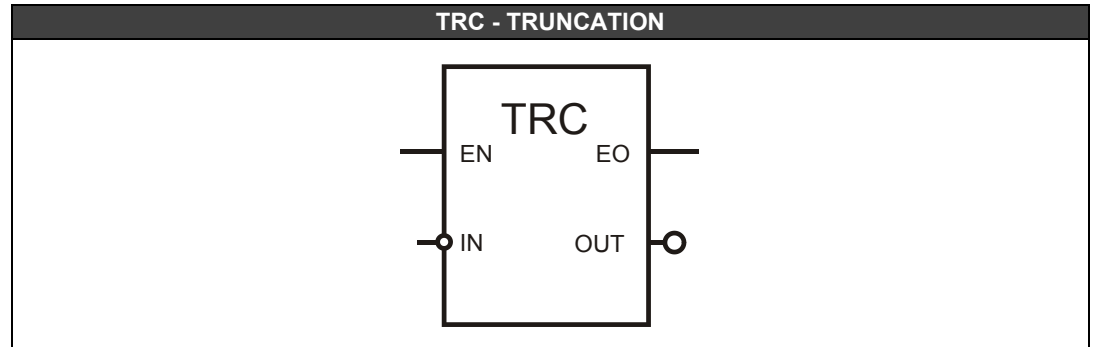 TRC - TRUNCATION
TRC
EN EO
IN OUT